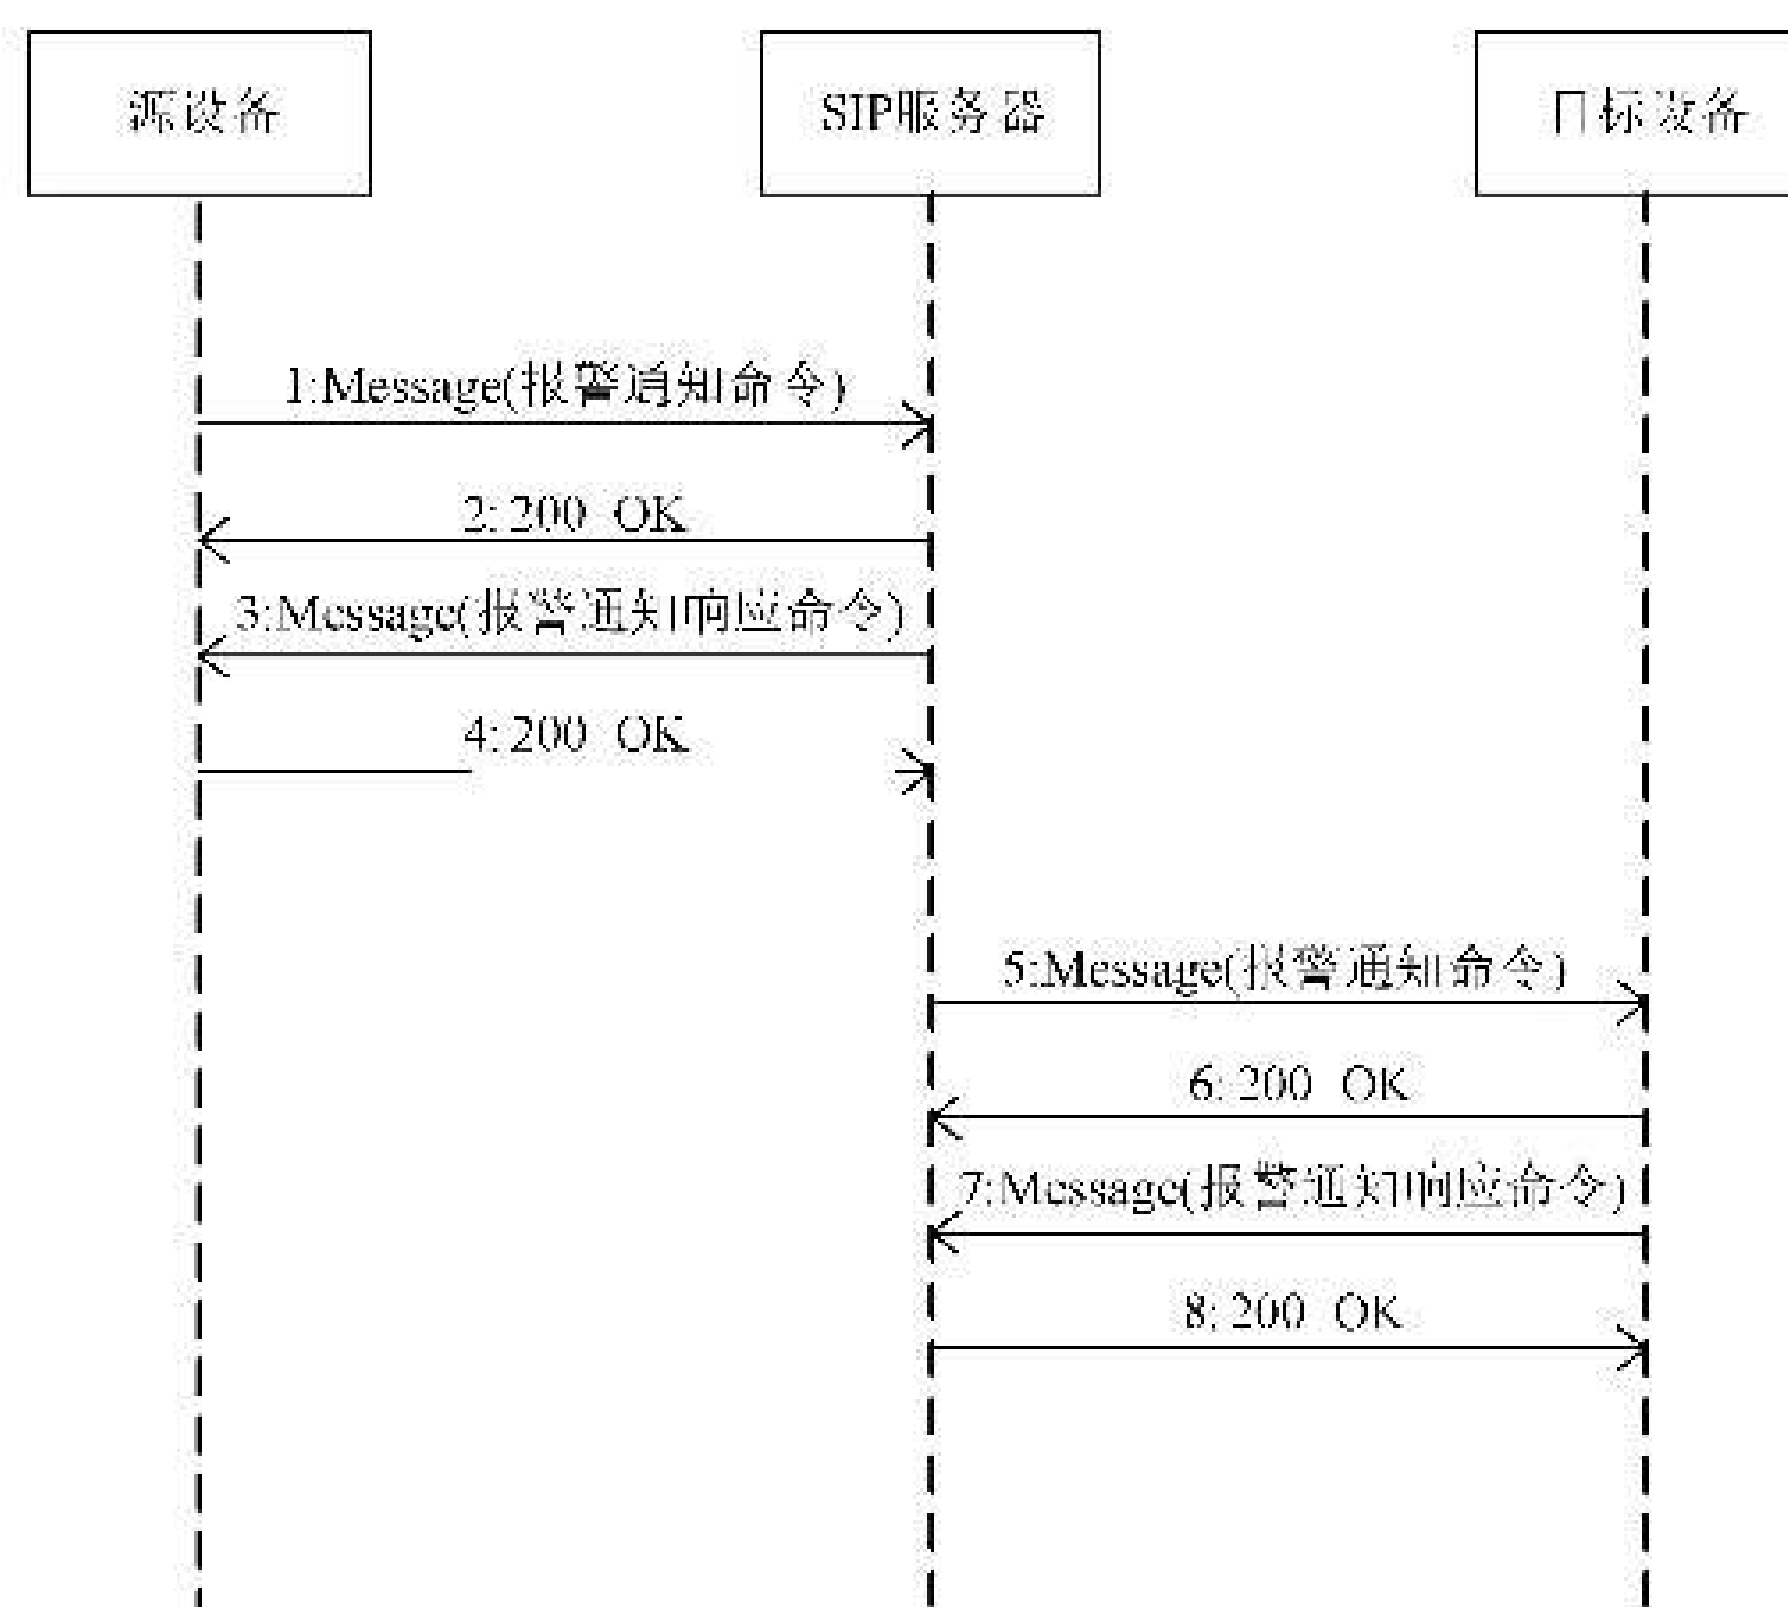 源设备
SIP服务器
目标设备
1:Message(报警通知命令)
2: 200 OK
3:Message(报警通知响应命令)
4: 200 OK
5:Message(报警通知命令)
6: 200 OK
7:Message(报警通知响应命令)
8: 200 OK